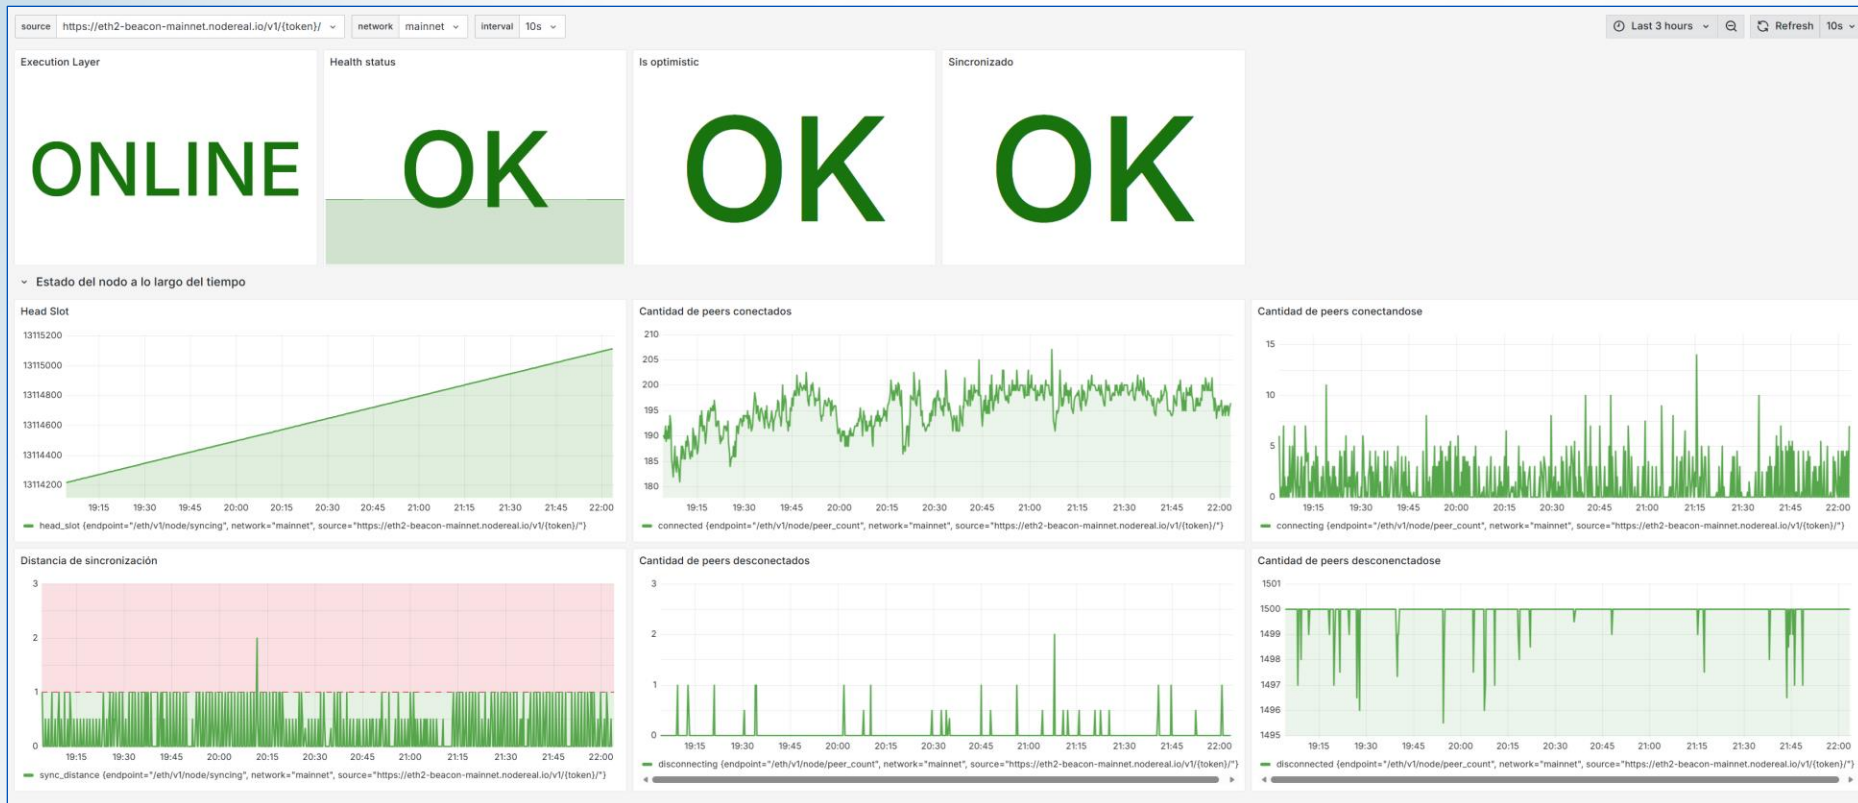 source https://eth2-beacon-mainnet.nodereal.io/v1/{token}/ network mainnet interval 10s Last 3 hours Refresh 10s
Execution Layer
ONLINE
Health status
OK
Is optimistic
OK
Sincronizado
OK
Estado del nodo a lo largo del tiempo
Head Slot
13115200
13115000
13114800
13114600
13114400
13114200
19:15 19:30 19:45 20:00 20:15 20:30 20:45 21:00 21:15 21:30 21:45 22:00
head_slot {endpoint="/eth/v1/node/syncing", network="mainnet", source="https://eth2-beacon-mainnet.nodereal.io/v1/{token}/"}
Cantidad de peers conectados
210
205
200
195
190
185
180
19:15 19:30 19:45 20:00 20:15 20:30 20:45 21:00 21:15 21:30 21:45 22:00
connected {endpoint="/eth/v1/node/peer_count", network="mainnet", source="https://eth2-beacon-mainnet.nodereal.io/v1/{token}/"}
Cantidad de peers conectandose
15
10
5
0
19:15 19:30 19:45 20:00 20:15 20:30 20:45 21:00 21:15 21:30 21:45 22:00
connecting {endpoint="/eth/v1/node/peer_count", network="mainnet", source="https://eth2-beacon-mainnet.nodereal.io/v1/{token}/"}
Distancia de sincronización
3
2
1
0
19:15 19:30 19:45 20:00 20:15 20:30 20:45 21:00 21:15 21:30 21:45 22:00
sync_distance {endpoint="/eth/v1/node/syncing", network="mainnet", source="https://eth2-beacon-mainnet.nodereal.io/v1/{token}/"}
Cantidad de peers desconectados
3
2
1
0
19:15 19:30 19:45 20:00 20:15 20:30 20:45 21:00 21:15 21:30 21:45 22:00
disconnecting {endpoint="/eth/v1/node/peer_count", network="mainnet", source="https://eth2-beacon-mainnet.nodereal.io/v1/{token}/"}
Cantidad de peers desconenctadose
1501
1500
1499
1498
1497
1496
1495
19:15 19:30 19:45 20:00 20:15 20:30 20:45 21:00 21:15 21:30 21:45 22:00
disconnected {endpoint="/eth/v1/node/peer_count", network="mainnet", source="https://eth2-beacon-mainnet.nodereal.io/v1/{token}/"}